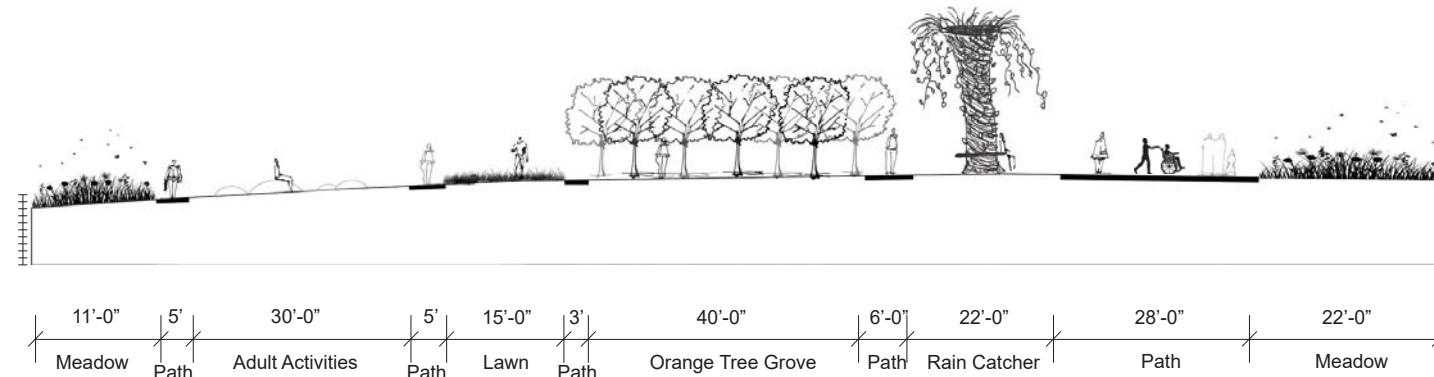 11’-0”
5’
30’-0”
5’
15’-0”
3’
40’-0”
6’-0”
22’-0”
28’-0”
22’-0”
Meadow
Path
Adult Activities
Path
Lawn
Path
Orange Tree Grove
Path
Rain Catcher
Path
Meadow